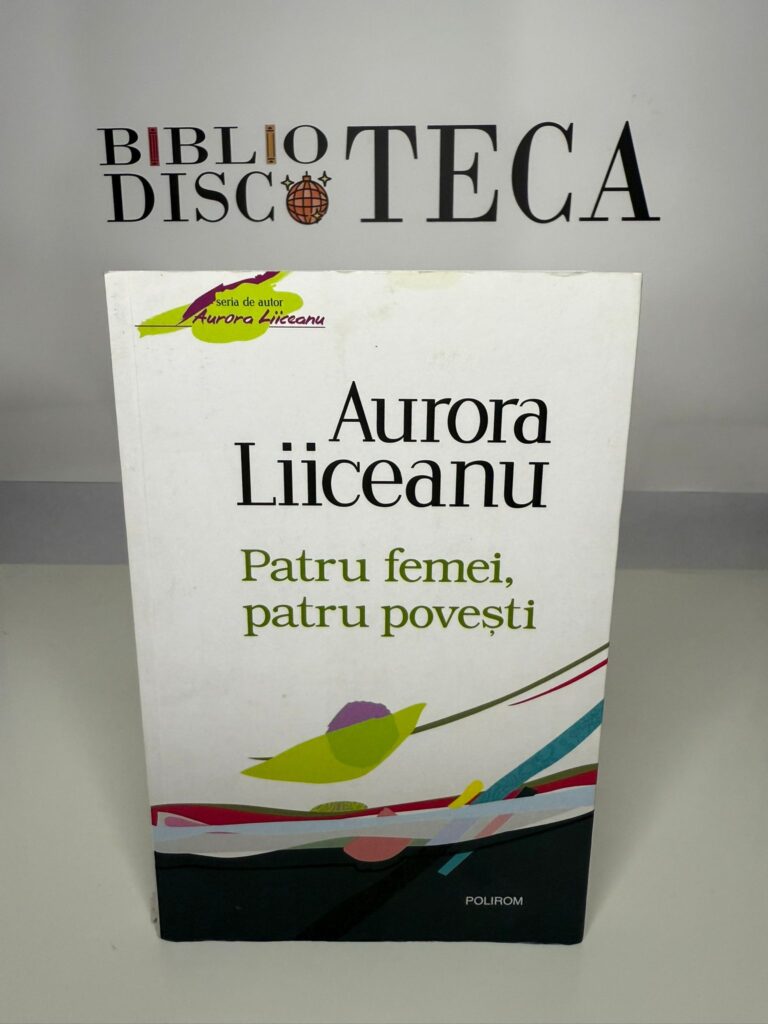 BIBLIO
DISCOTECA
seria de autor
Aurora Liiceanu
Aurora
Liiceanu
Patru femei,
patru povești
POLIROM